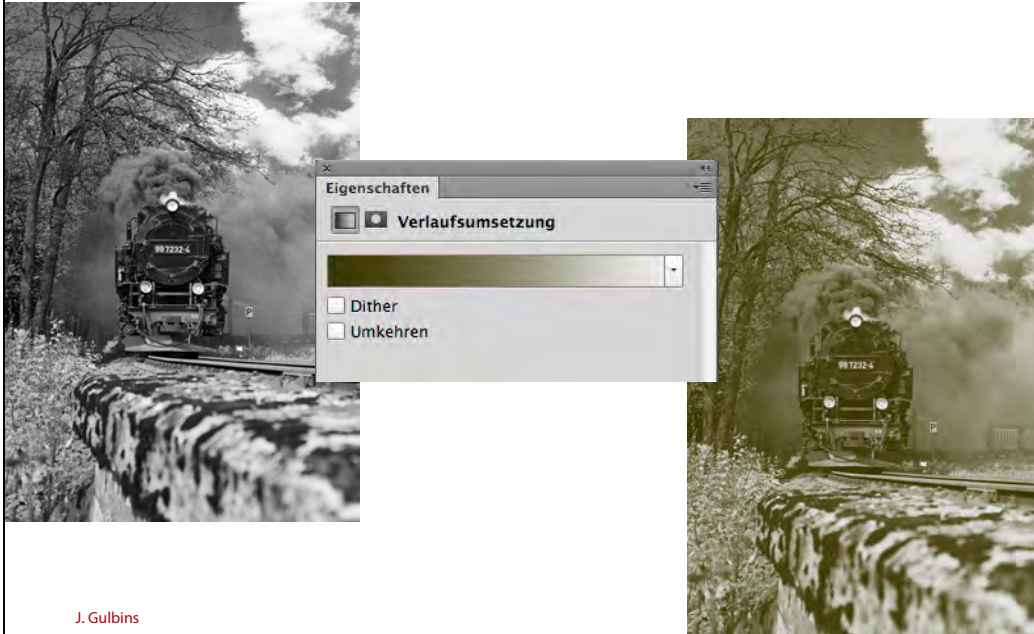 Eigenschaften
Verlaufsumsetzung
Dither
Umkehren
99 7232-4
P
99 7232-4
P
J. Gulbins